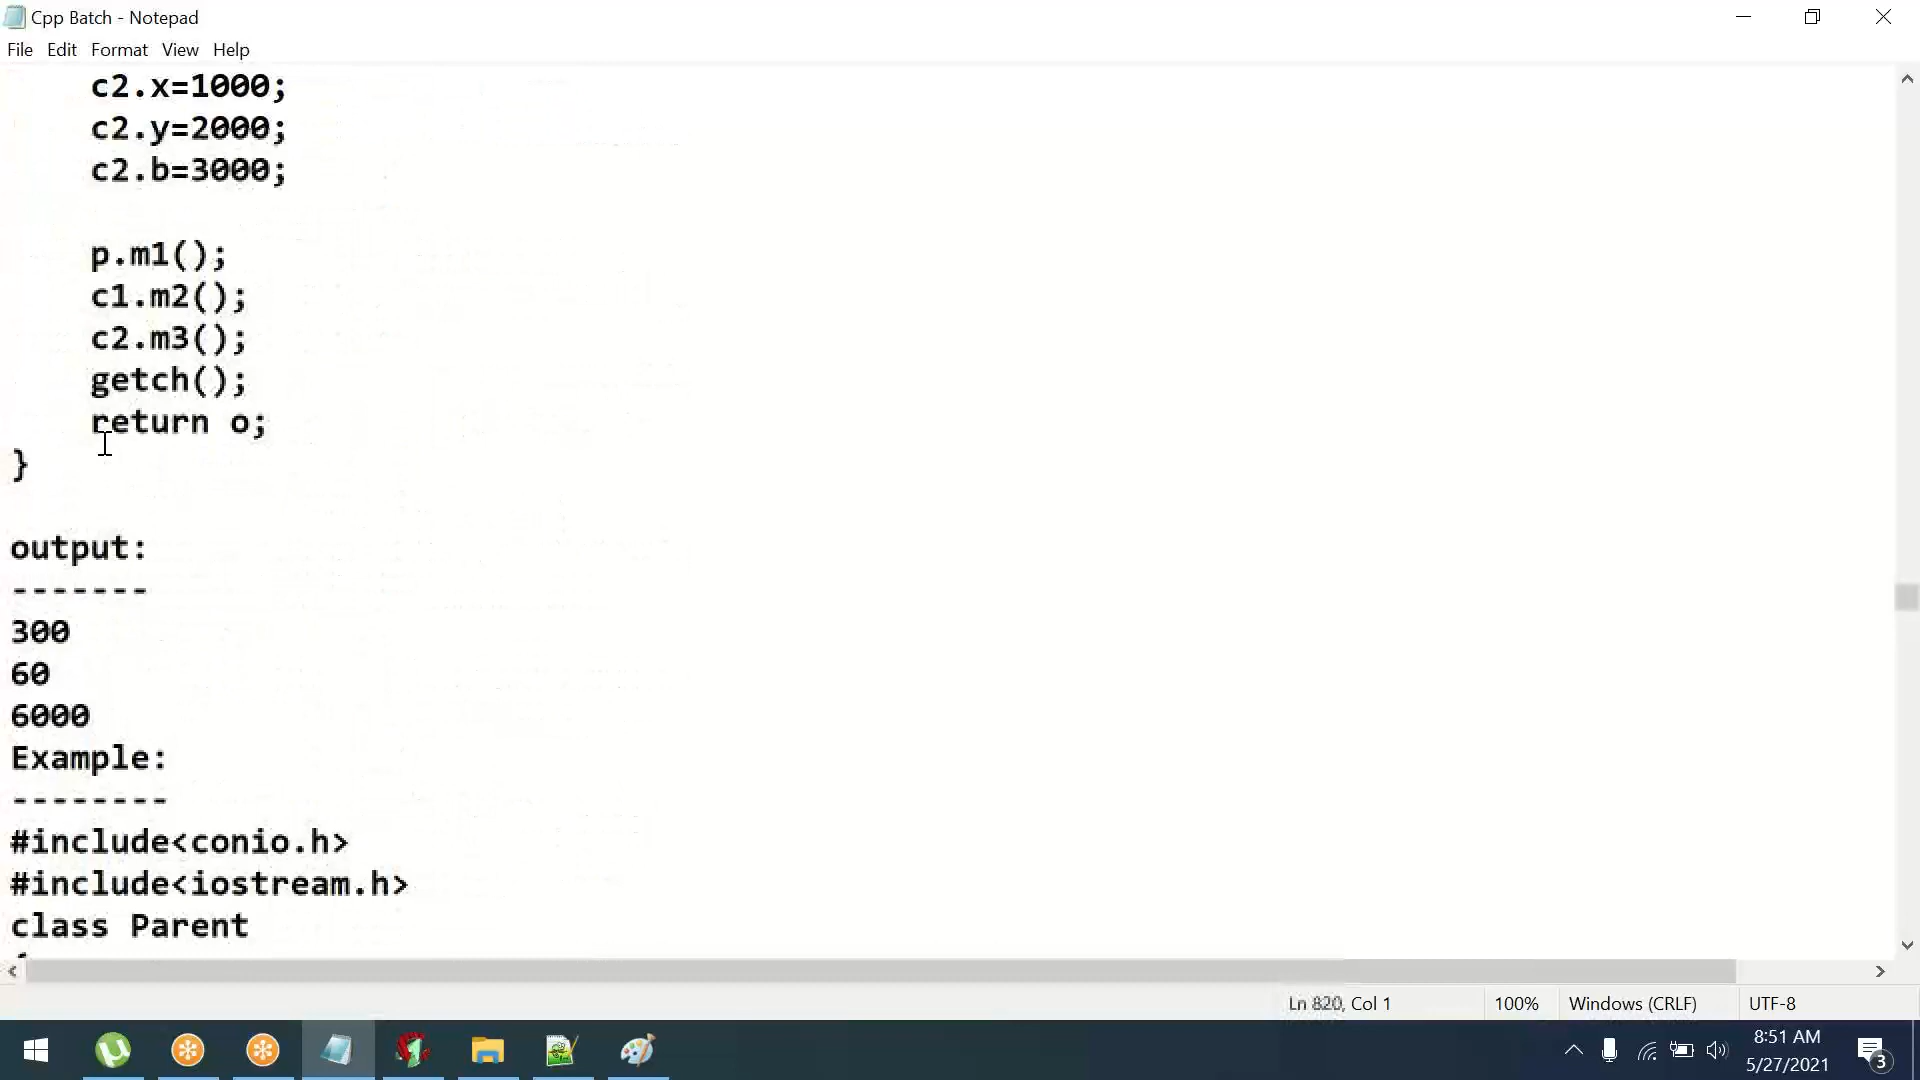 Cpp Batch - Notepad
File Edit Format View Help
c2.x=1000;
c2.y=2000;
c2.b=3000;
p.m1();
c1.m2();
c2.m3();
getch();
return o;
}
output:
-------
300
60
6000
Example:
--------
#include<conio.h>
#include<iostream.h>
class Parent
Ln 820, Col 1
100%
Windows (CRLF)
UTF-8
8:51 AM
5/27/2021
3